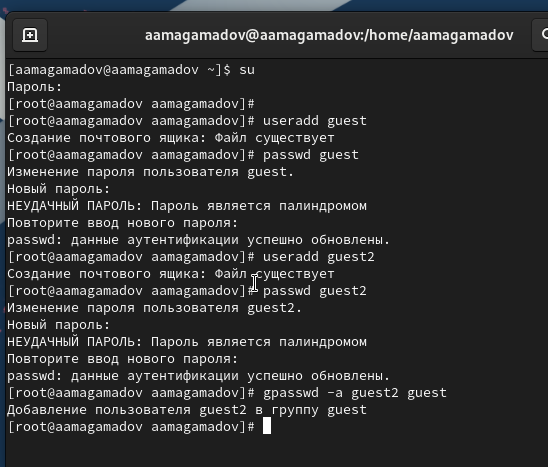 aamagamadov@aamagamadov:/home/aamagamadov
[aamagamadov@aamagamadov ~]$ su
Пароль:
[root@aamagamadov aamagamadov]#
[root@aamagamadov aamagamadov]# useradd guest
Создание почтового ящика: Файл существует
[root@aamagamadov aamagamadov]# passwd guest
Изменение пароля пользователя guest.
Новый пароль:
НЕУДАЧНЫЙ ПАРОЛЬ: Пароль является палиндромом
Повторите ввод нового пароля:
passwd: данные аутентификации успешно обновлены.
[root@aamagamadov aamagamadov]# useradd guest2
Создание почтового ящика: Файл существует
[root@aamagamadov aamagamadov]# passwd guest2
Изменение пароля пользователя guest2.
Новый пароль:
НЕУДАЧНЫЙ ПАРОЛЬ: Пароль является палиндромом
Повторите ввод нового пароля:
passwd: данные аутентификации успешно обновлены.
[root@aamagamadov aamagamadov]# gpasswd -a guest2 guest
Добавление пользователя guest2 в группу guest
[root@aamagamadov aamagamadov]#